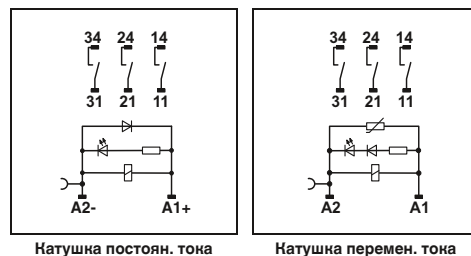 34 24 14
31 21 11
A2- A1+
Катушка постоян. тока
34 24 14
31 21 11
A2 A1
Катушка перемен. тока